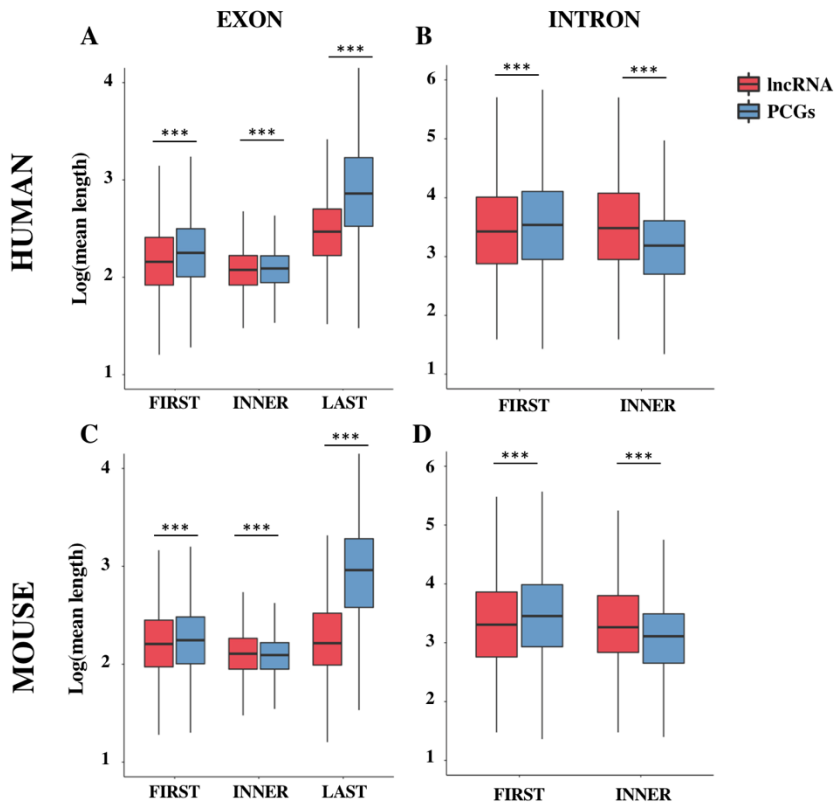 EXON
INTRON
A
B
lncRNA
PCGs
HUMAN
Log(mean length)
4
3
2
1
***
***
***
FIRST
INNER
LAST
6
5
4
3
2
1
***
***
FIRST
INNER
C
D
MOUSE
Log(mean length)
4
3
2
1
***
***
***
FIRST
INNER
LAST
6
5
4
3
2
1
***
***
FIRST
INNER